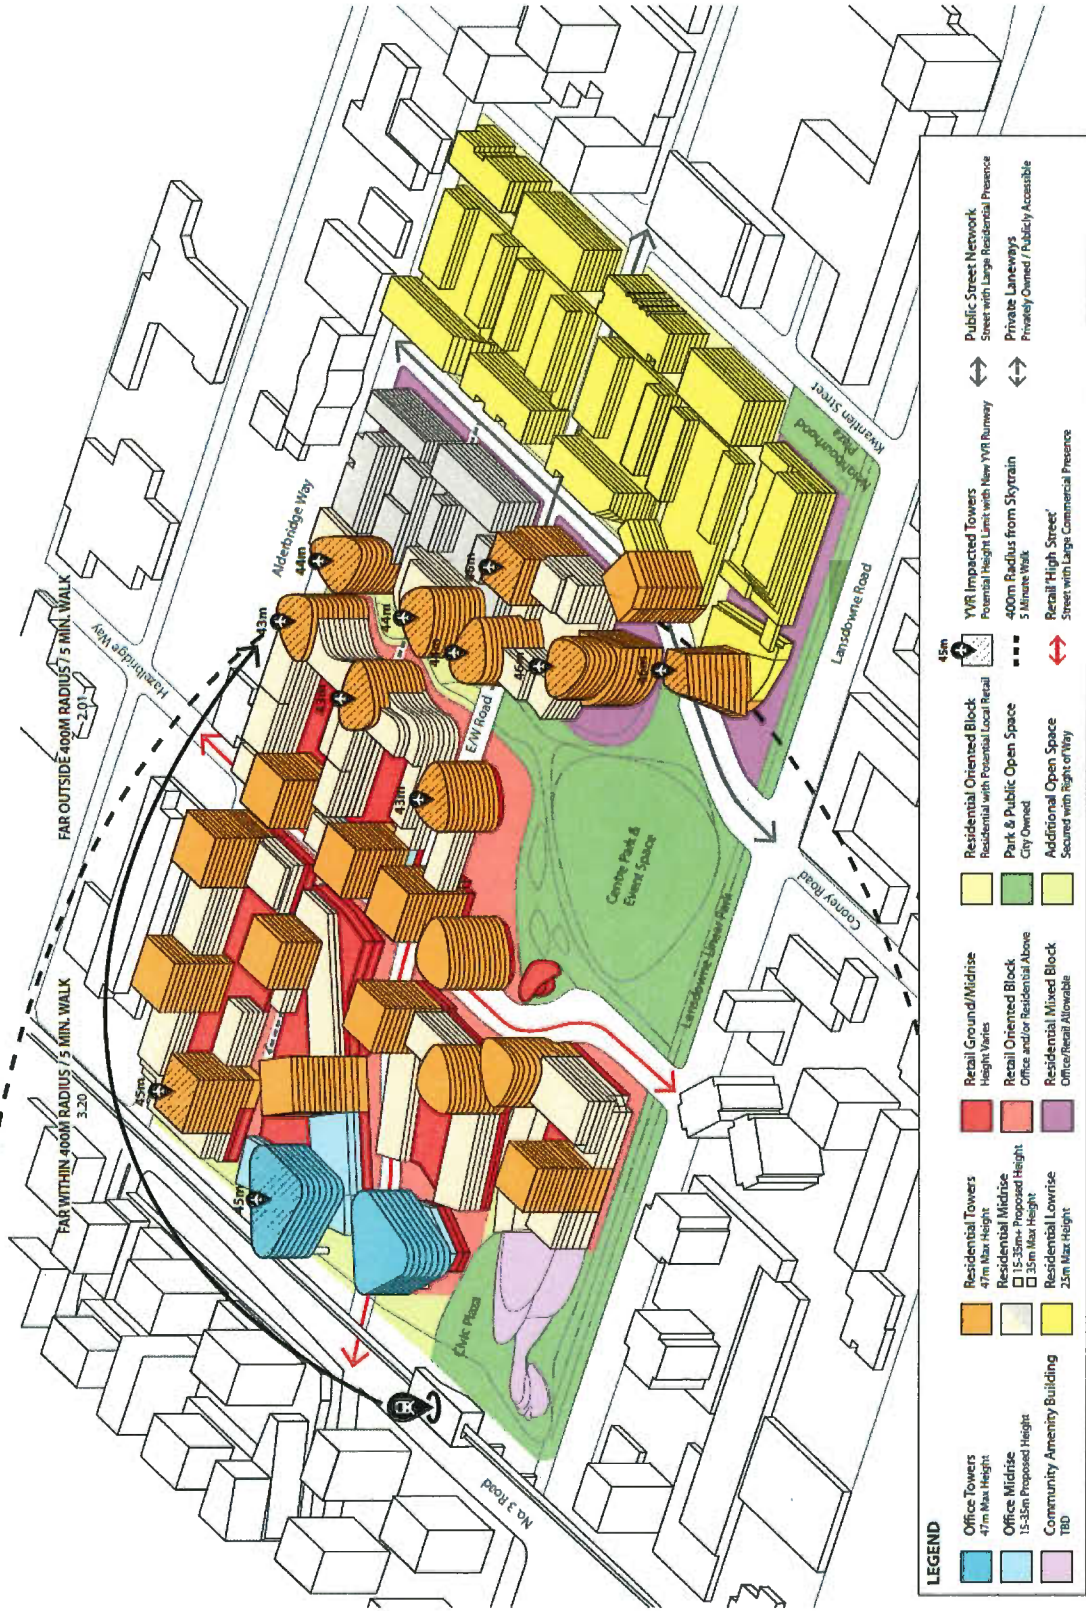 FAR WITHIN 400M RADIUS / 5 MIN. WALK
3.20
FAR OUTSIDE 400M RADIUS / 5 MIN. WALK
2.01
Hazelbridge Way
Alderbridge Way
No. 3 Road
E/W Road
Kwantlen Street
Lansdowne Road
Cooney Road
Civic Plaza
Centre Park &
Event Space
Lansdowne Linear Park
Neighbourhood
Plaza
45m
45m
43m
43m
43m
44m
44m
46m
LEGEND
Office Towers
47m Max Height
Office Midrise
15-35m Proposed Height
Community Amenity Building
TBD
Residential Towers
47m Max Height
Residential Midrise
15-35m+ Proposed Height
35m Max Height
Residential Lowrise
25m Max Height
Retail Ground/Midrise
Height Varies
Retail Oriented Block
Office and/or Residential Above
Residential Mixed Block
Office/Retail Allowable
Residential Oriented Block
Residential with Potential Local Retail
Park & Public Open Space
City Owned
Additional Open Space
Secured with Right of Way
45m
YVR Impacted Towers
Potential Height Limit with New YVR Runway
400m Radius from Skytrain
5 Minute Walk
Retail 'High Street'
Street with Large Commercial Presence
Public Street Network
Street with Large Residential Presence
Private Laneways
Privately Owned / Publicly Accessible